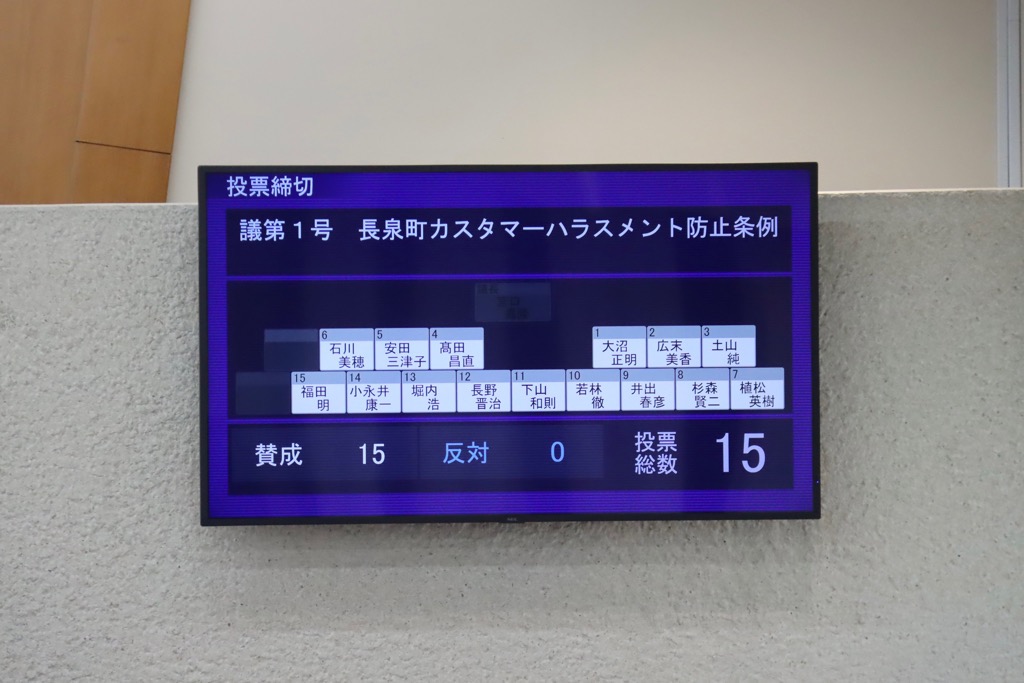 投票締切
議第1号 長泉町カスタマーハラスメント防止条例
議長
6 石川 美穂
5 安田 三津子
4 髙田 昌直
1 大沼 正明
2 広末 美香
3 土山 純
15 福田 明
14 小永井 康一
13 堀内 浩
12 長野 晋治
11 下山 和則
10 若林 徹
9 井出 春彦
8 杉森 賢二
7 植松 英樹
賛成 15 反対 0 投票総数 15